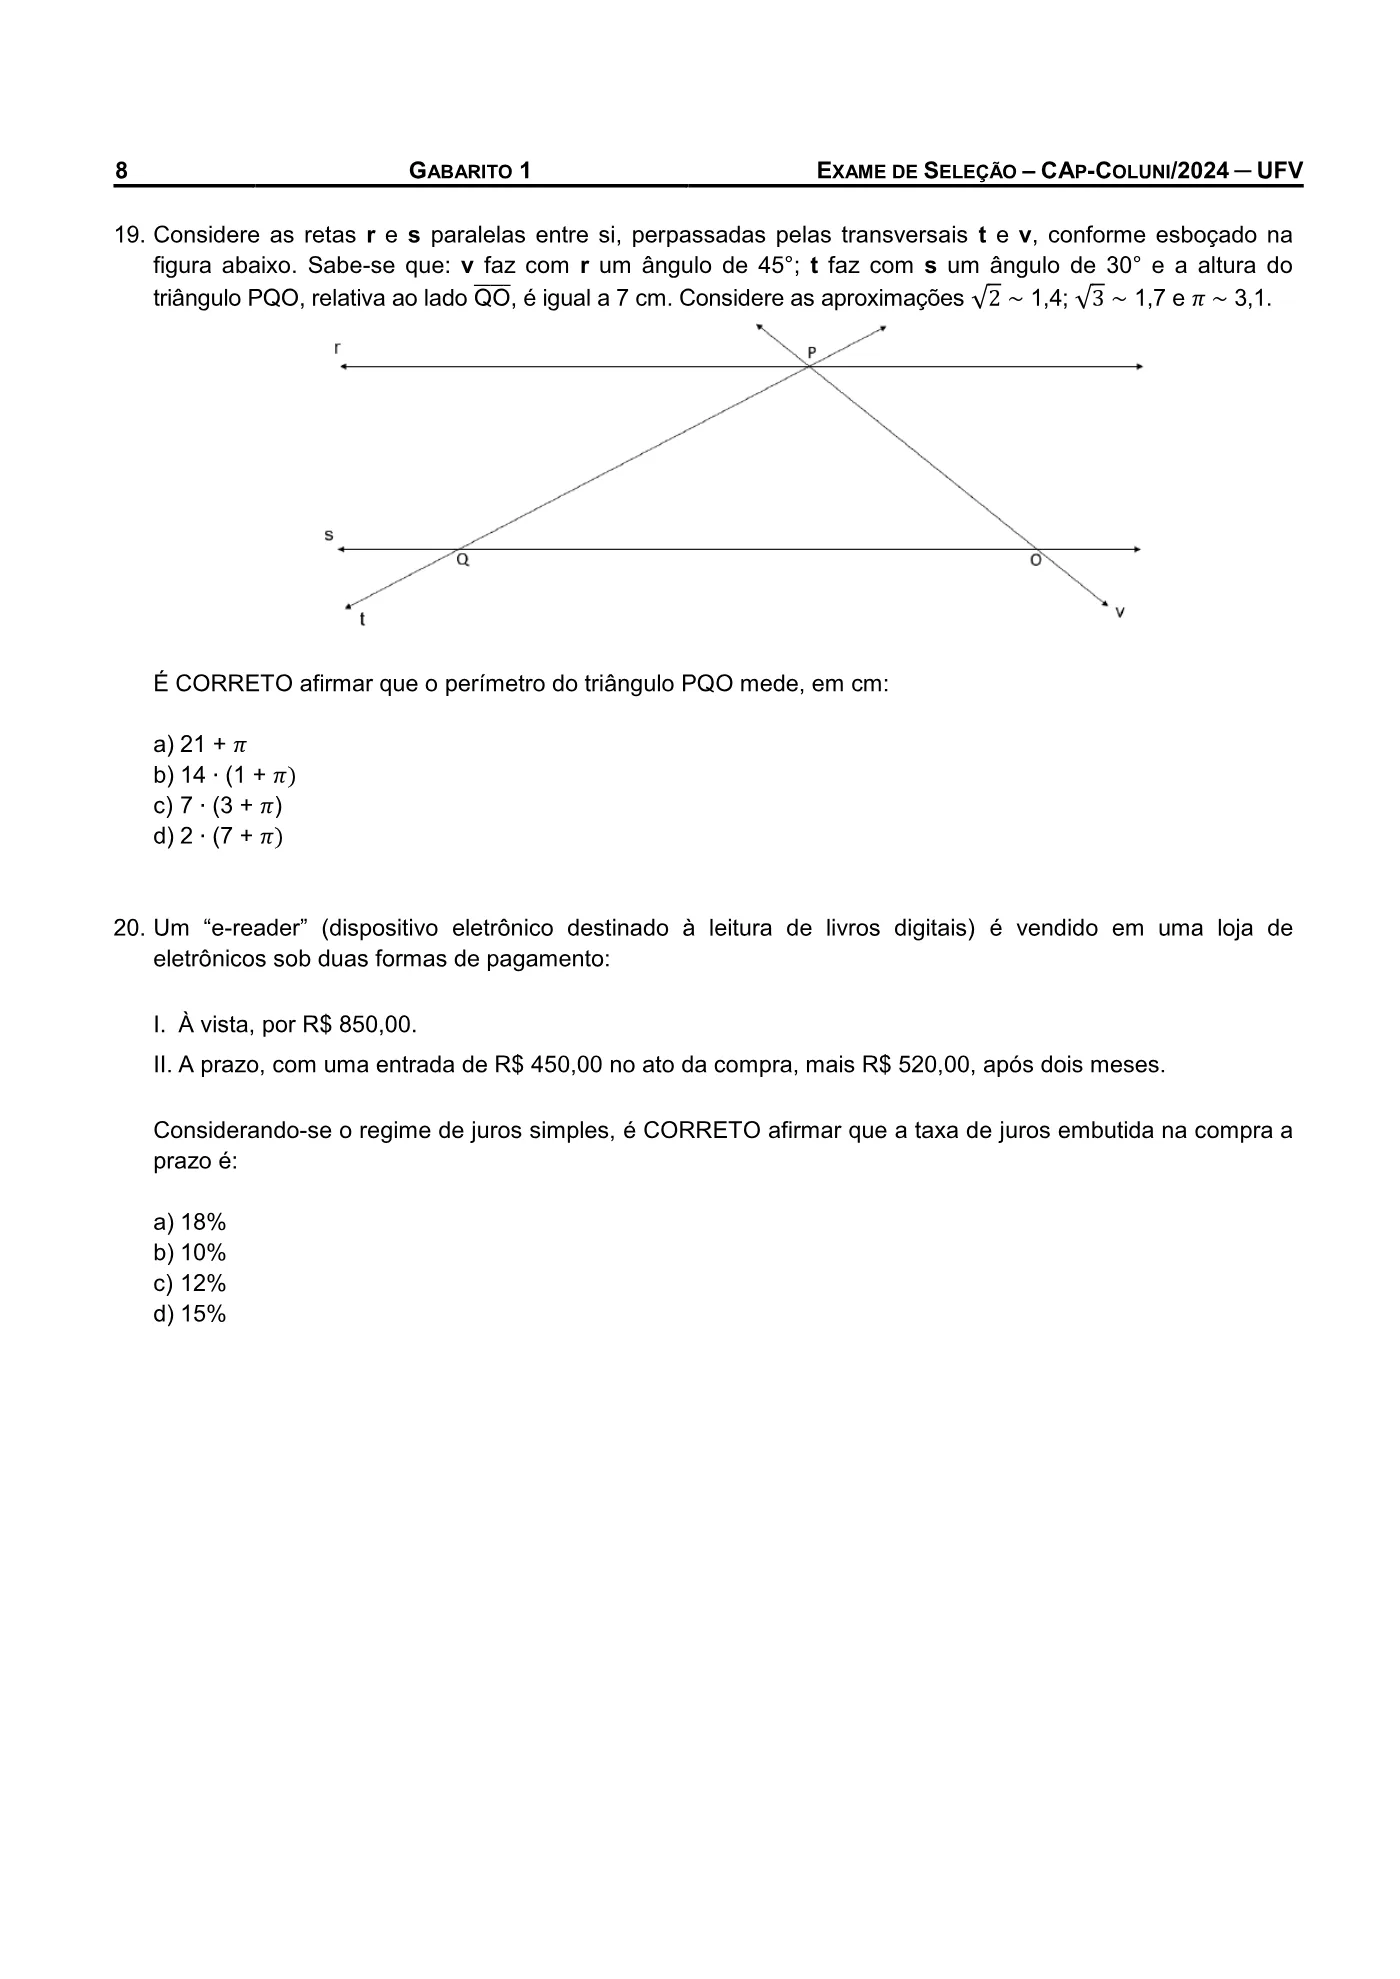 8 GABARITO 1 EXAME DE SELEÇÃO – CAP-COLUNI/2024 — UFV
19. Considere as retas r e s paralelas entre si, perpassadas pelas transversais t e v, conforme esboçado na
figura abaixo. Sabe-se que: v faz com r um ângulo de 45°; t faz com s um ângulo de 30° e a altura do
triângulo PQO, relativa ao lado Q̅O̅, é igual a 7 cm. Considere as aproximações √2 ~ 1,4; √3 ~ 1,7 e π ~ 3,1.
r
P
s
Q
O
t
v
É CORRETO afirmar que o perímetro do triângulo PQO mede, em cm:
a) 21 + π
b) 14 · (1 + π)
c) 7 · (3 + π)
d) 2 · (7 + π)
20. Um “e-reader” (dispositivo eletrônico destinado à leitura de livros digitais) é vendido em uma loja de
eletrônicos sob duas formas de pagamento:
I. À vista, por R$ 850,00.
II. A prazo, com uma entrada de R$ 450,00 no ato da compra, mais R$ 520,00, após dois meses.
Considerando-se o regime de juros simples, é CORRETO afirmar que a taxa de juros embutida na compra a
prazo é:
a) 18%
b) 10%
c) 12%
d) 15%